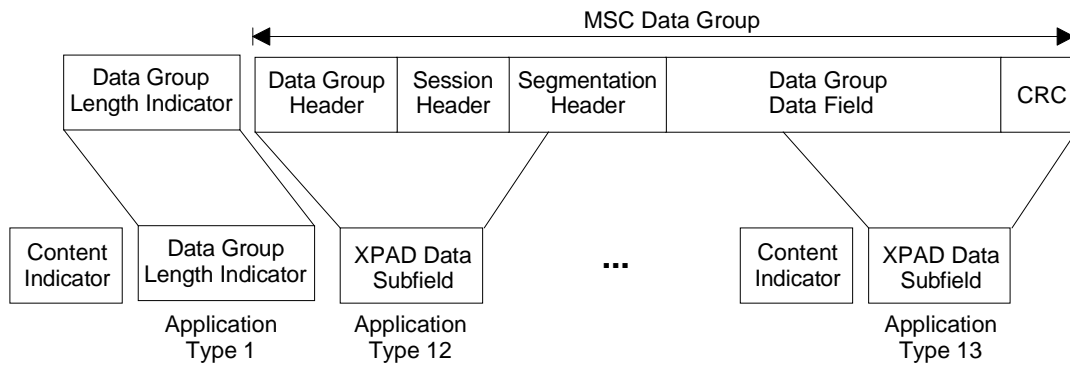 MSC Data Group
Data Group
Length Indicator
Data Group
Header
Session
Header
Segmentation
Header
Data Group
Data Field
CRC
Content
Indicator
Data Group
Length Indicator
XPAD Data
Subfield
...
Content
Indicator
XPAD Data
Subfield
Application
Type 1
Application
Type 12
Application
Type 13